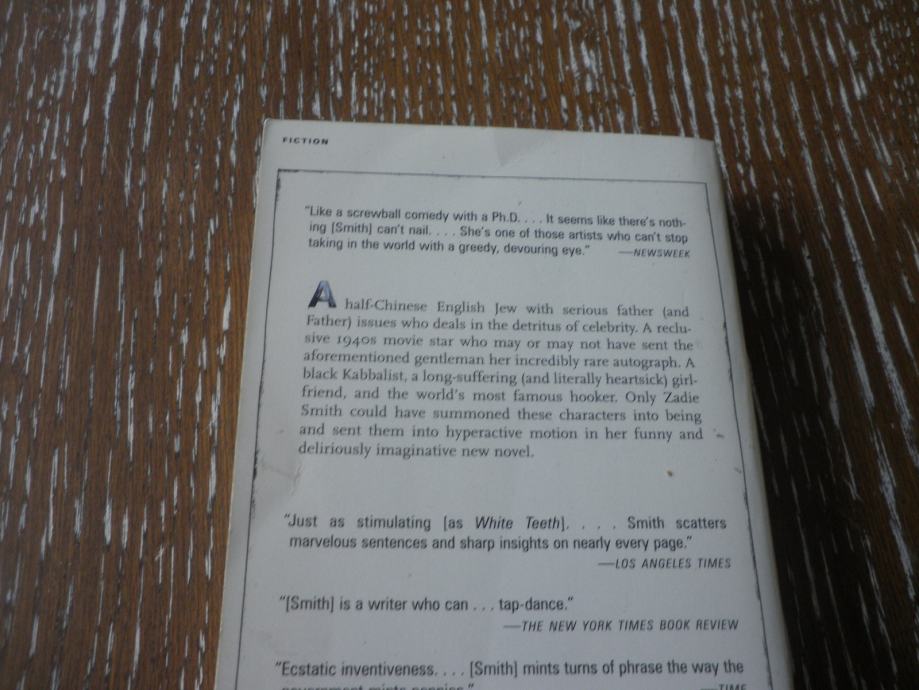 FICTION
"Like a screwball comedy with a Ph.D. . . . It seems like there's noth-
ing [Smith] can't nail. . . . She's one of those artists who can't stop
taking in the world with a greedy, devouring eye." —NEWSWEEK
A half-Chinese English Jew with serious father (and
Father) issues who deals in the detritus of celebrity. A reclu-
sive 1940s movie star who may or may not have sent the
aforementioned gentleman her incredibly rare autograph. A
black Kabbalist, a long-suffering (and literally heartsick) girl-
friend, and the world's most famous hooker. Only Zadie
Smith could have summoned these characters into being
and sent them into hyperactive motion in her funny and
deliriously imaginative new novel.
"Just as stimulating [as White Teeth]. . . . Smith scatters
marvelous sentences and sharp insights on nearly every page."
—LOS ANGELES TIMES
"[Smith] is a writer who can . . . tap-dance."
—THE NEW YORK TIMES BOOK REVIEW
"Ecstatic inventiveness. . . . [Smith] mints turns of phrase the way the
government mints pennies." —TIME